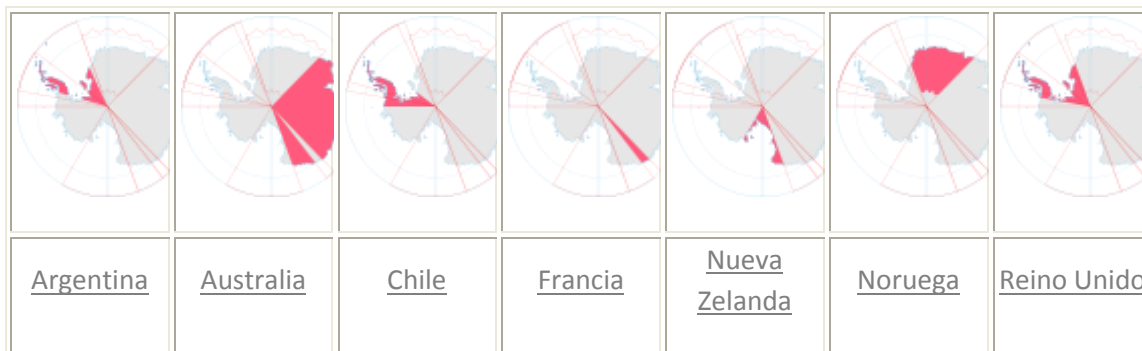 Argentina
Australia
Chile
Francia
Nueva
Zelanda
Noruega
Reino Unido